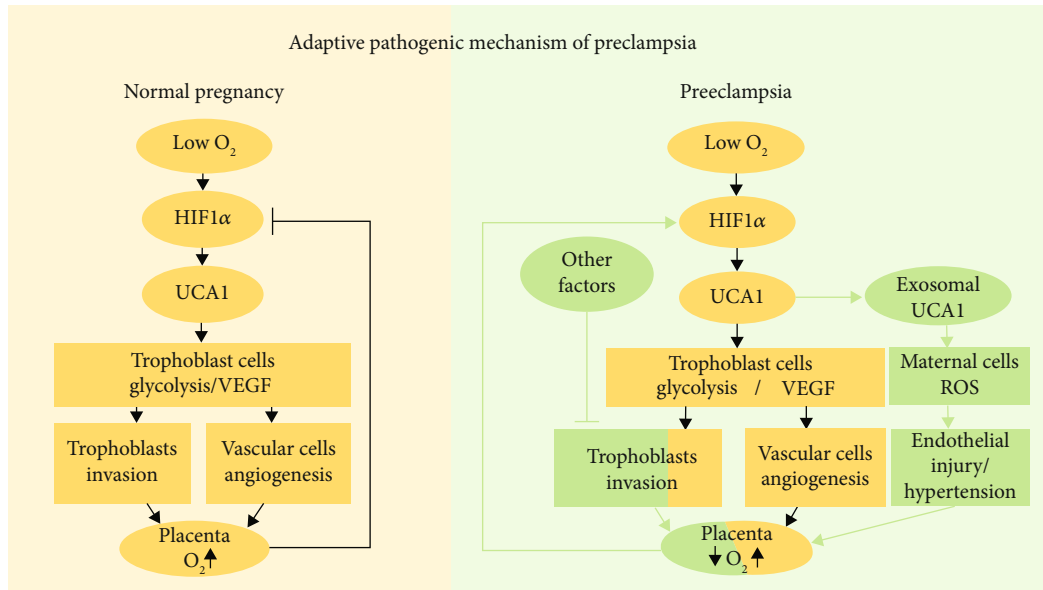 Adaptive pathogenic mechanism of preclampsia
Normal pregnancy
Low O₂
HIF1α
UCA1
Trophoblast cells
glycolysis/VEGF
Trophoblasts
invasion
Vascular cells
angiogenesis
Placenta
O₂
Preeclampsia
Low O₂
HIF1α
Other
factors
UCA1
Exosomal
UCA1
Trophoblast cells
glycolysis / VEGF
Maternal cells
ROS
Trophoblasts
invasion
Vascular cells
angiogenesis
Endothelial
injury/
hypertension
Placenta
O₂